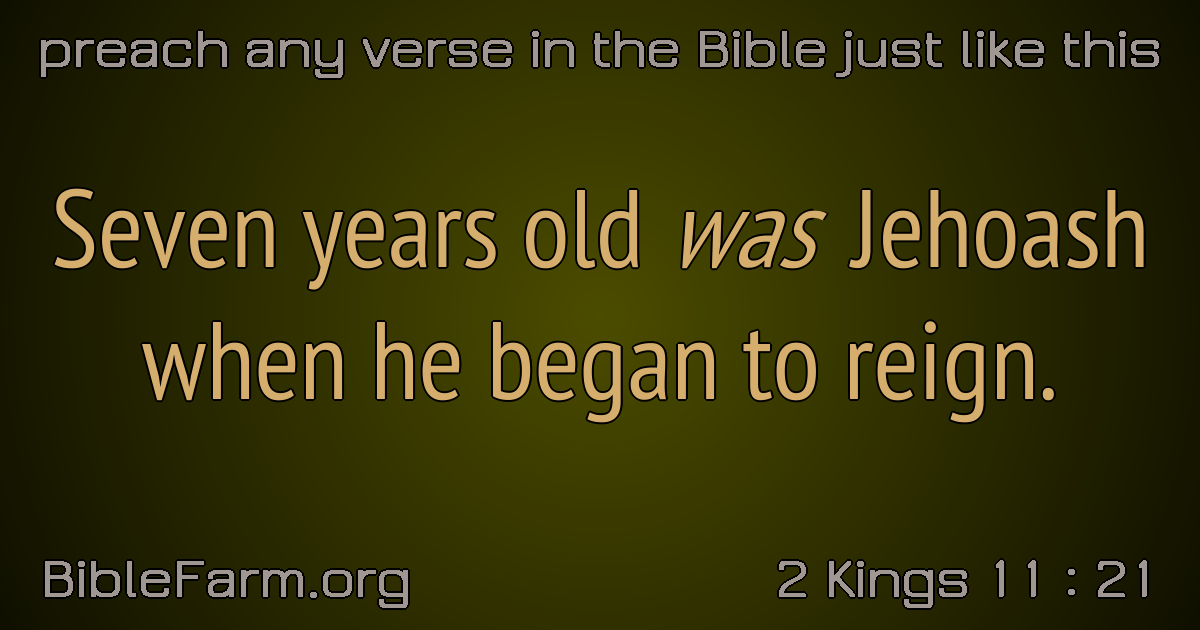 preach any verse in the Bible just like this
Seven years old was Jehoash
when he began to reign.
BibleFarm.org
2 Kings 11 : 21